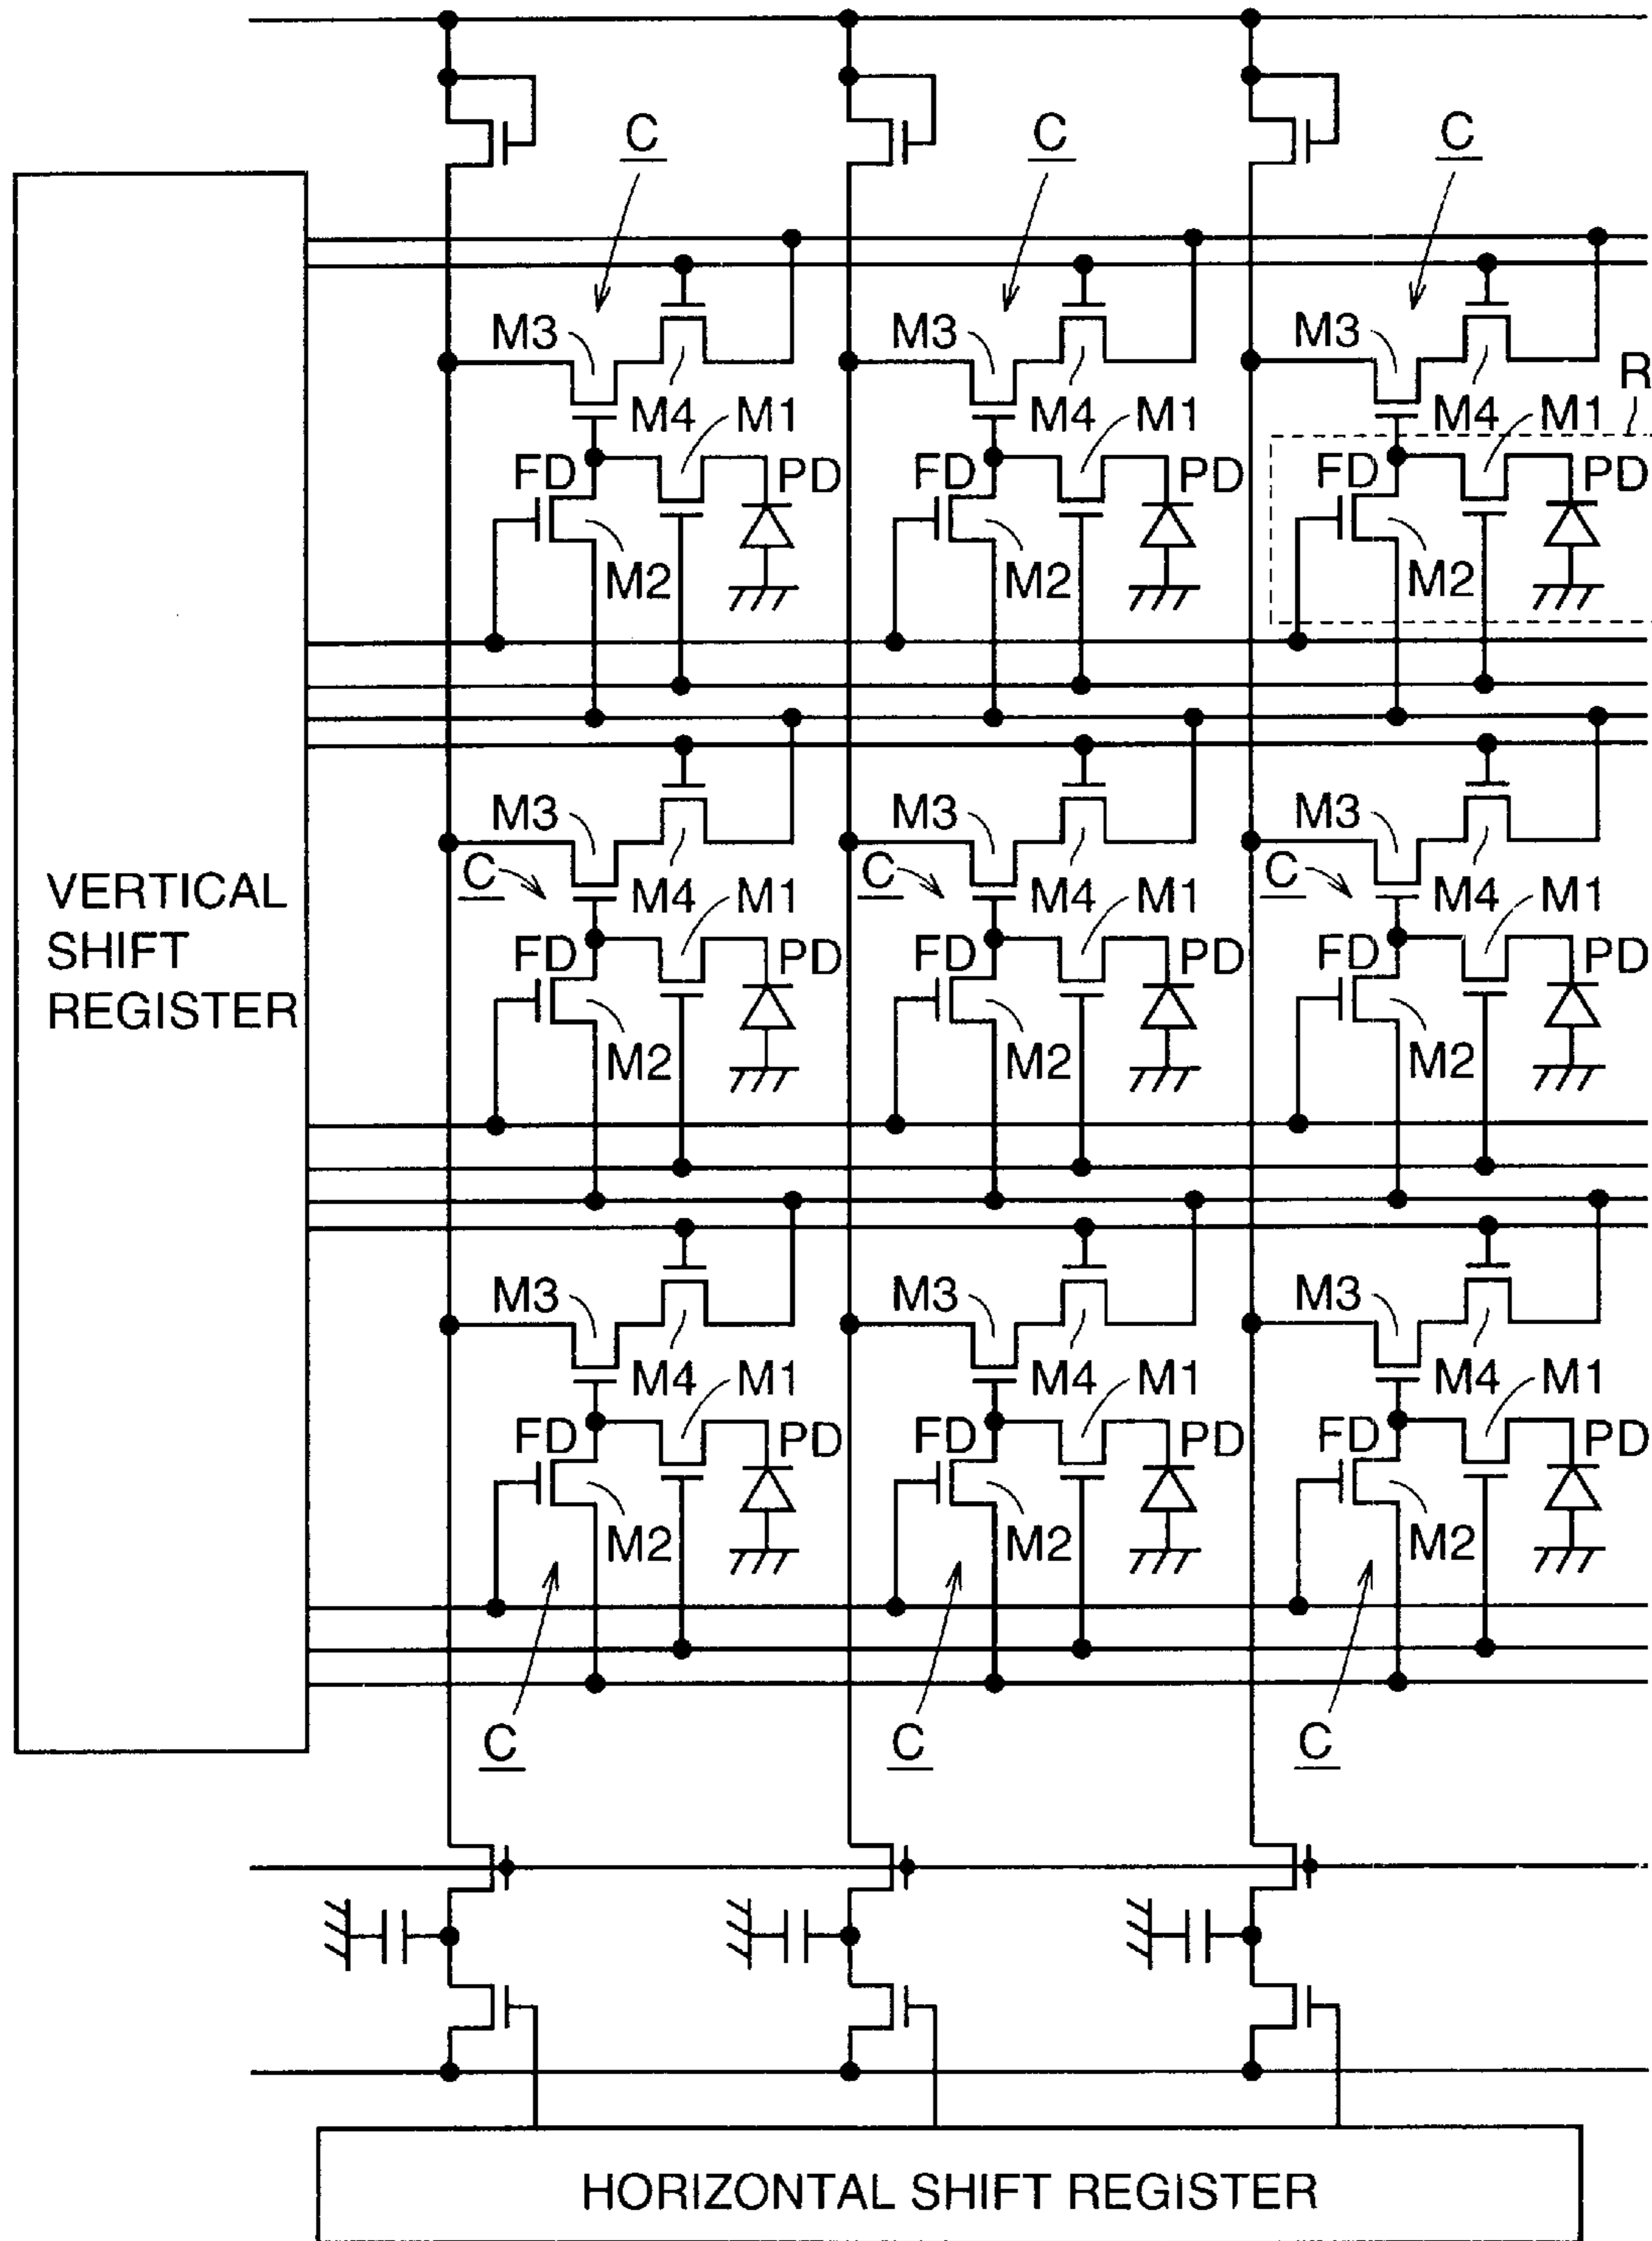 C C C
M3 M3 M3
R
M4 M1 M4 M1 M4 M1
FD PD FD PD FD PD
M2 M2 M2
M3 M3 M3
C C C
M4 M1 M4 M1 M4 M1
VERTICAL
SHIFT
REGISTER
FD PD FD PD FD PD
M2 M2 M2
M3 M3 M3
M4 M1 M4 M1 M4 M1
FD PD FD PD FD PD
M2 M2 M2
C C C
HORIZONTAL SHIFT REGISTER